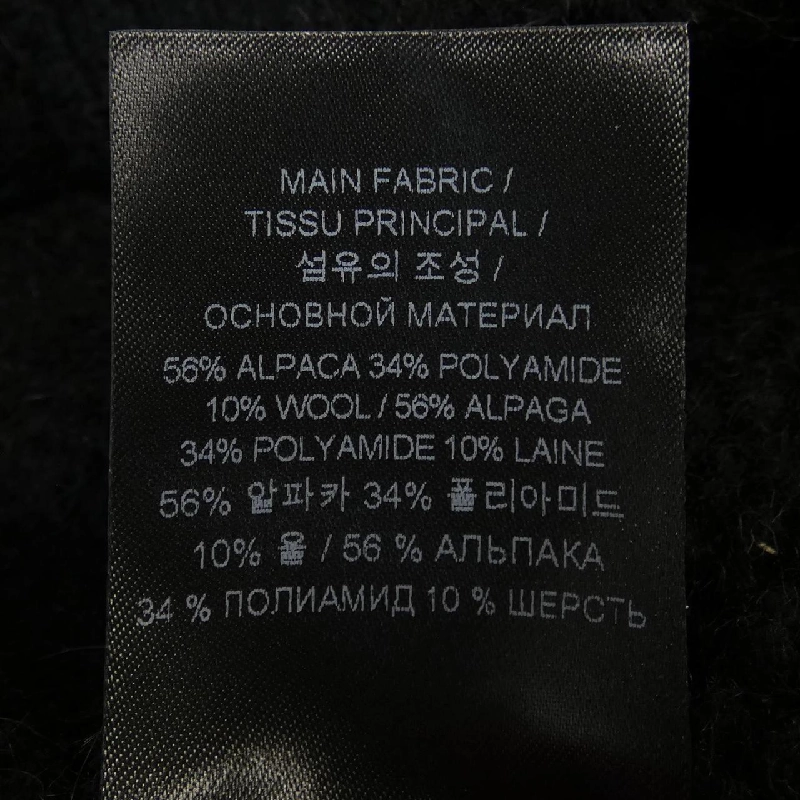 MAIN FABRIC /
TISSU PRINCIPAL /
섬유의 조성 /
ОСНОВНОЙ МАТЕРИАЛ
56% ALPACA 34% POLYAMIDE
10% WOOL / 56% ALPAGA
34% POLYAMIDE 10% LAINE
56% 알파카 34% 폴리아미드
10% 울 / 56 % АЛЬПАКА
34 % ПОЛИАМИД 10 % ШЕРСТЬ